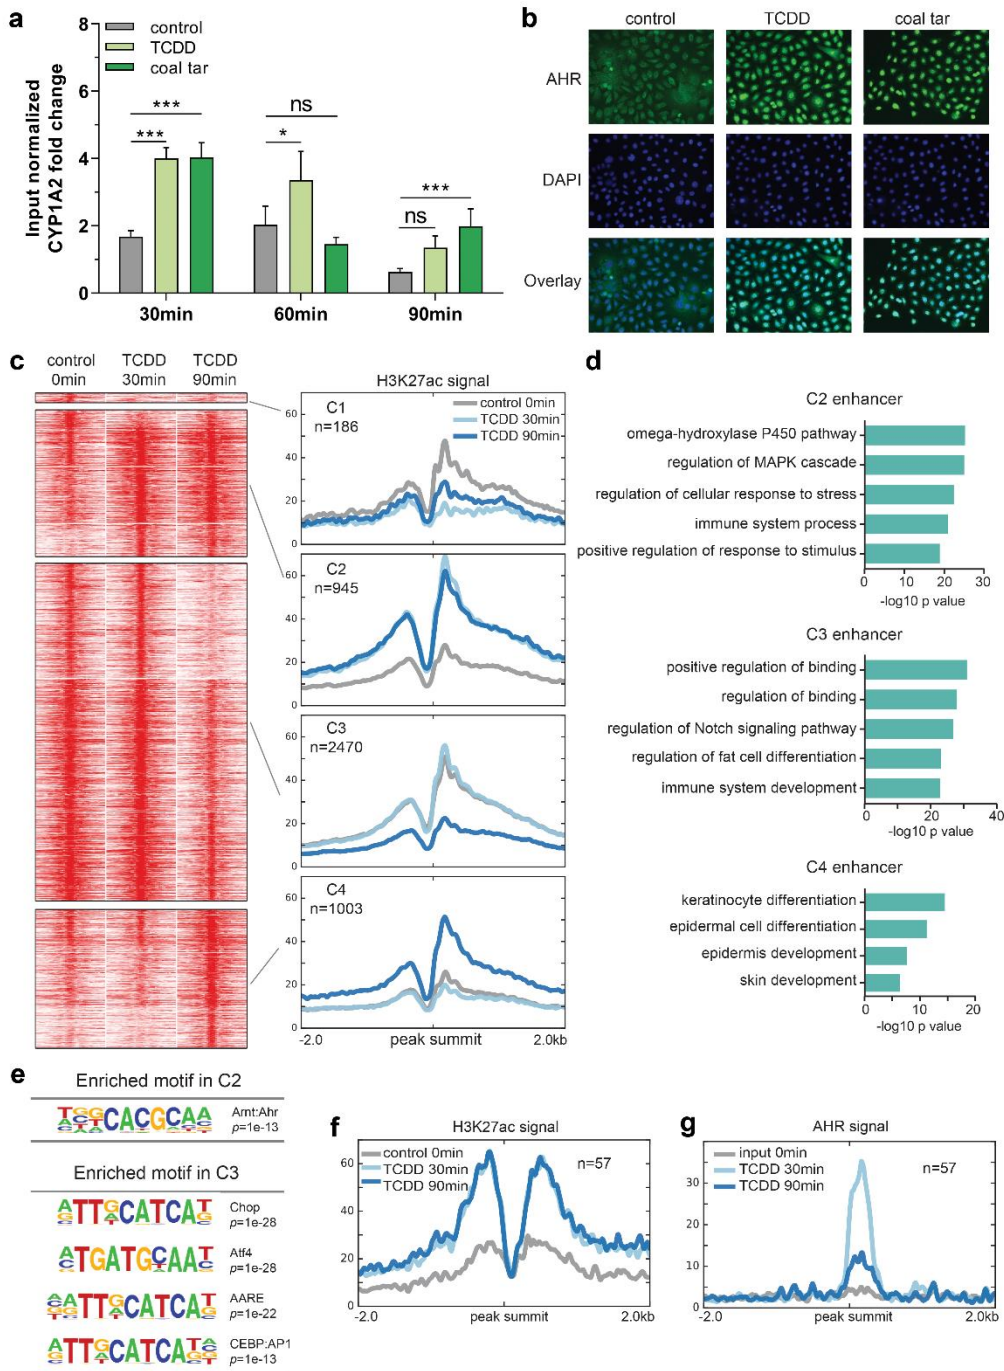 a
Input normalized
CYP1A2 fold change
8
6
4
2
0
control
TCDD
coal tar
***
***
ns
*
***
ns
30min
60min
90min
b
control
TCDD
coal tar
AHR
DAPI
Overlay
c
control
0min
TCDD
30min
TCDD
90min
H3K27ac signal
C1
n=186
control 0min
TCDD 30min
TCDD 90min
60
40
20
0
C2
n=945
60
40
20
0
C3
n=2470
60
40
20
0
C4
n=1003
60
40
20
0
-2.0
peak summit
2.0kb
d
C2 enhancer
omega-hydroxylase P450 pathway
regulation of MAPK cascade
regulation of cellular response to stress
immune system process
positive regulation of response to stimulus
0 10 20 30
-log10 p value
C3 enhancer
positive regulation of binding
regulation of binding
regulation of Notch signaling pathway
regulation of fat cell differentiation
immune system development
0 20 40
-log10 p value
C4 enhancer
keratinocyte differentiation
epidermal cell differentiation
epidermis development
skin development
0 10 20
-log10 p value
e
Enriched motif in C2
Arnt:Ahr
p=1e-13
Enriched motif in C3
Chop
p=1e-28
Atf4
p=1e-28
AARE
p=1e-22
CEBP:AP1
p=1e-13
f
H3K27ac signal
control 0min
TCDD 30min
TCDD 90min
n=57
60
40
20
0
-2.0
peak summit
2.0kb
g
AHR signal
input 0min
TCDD 30min
TCDD 90min
n=57
30
20
10
0
-2.0
peak summit
2.0kb